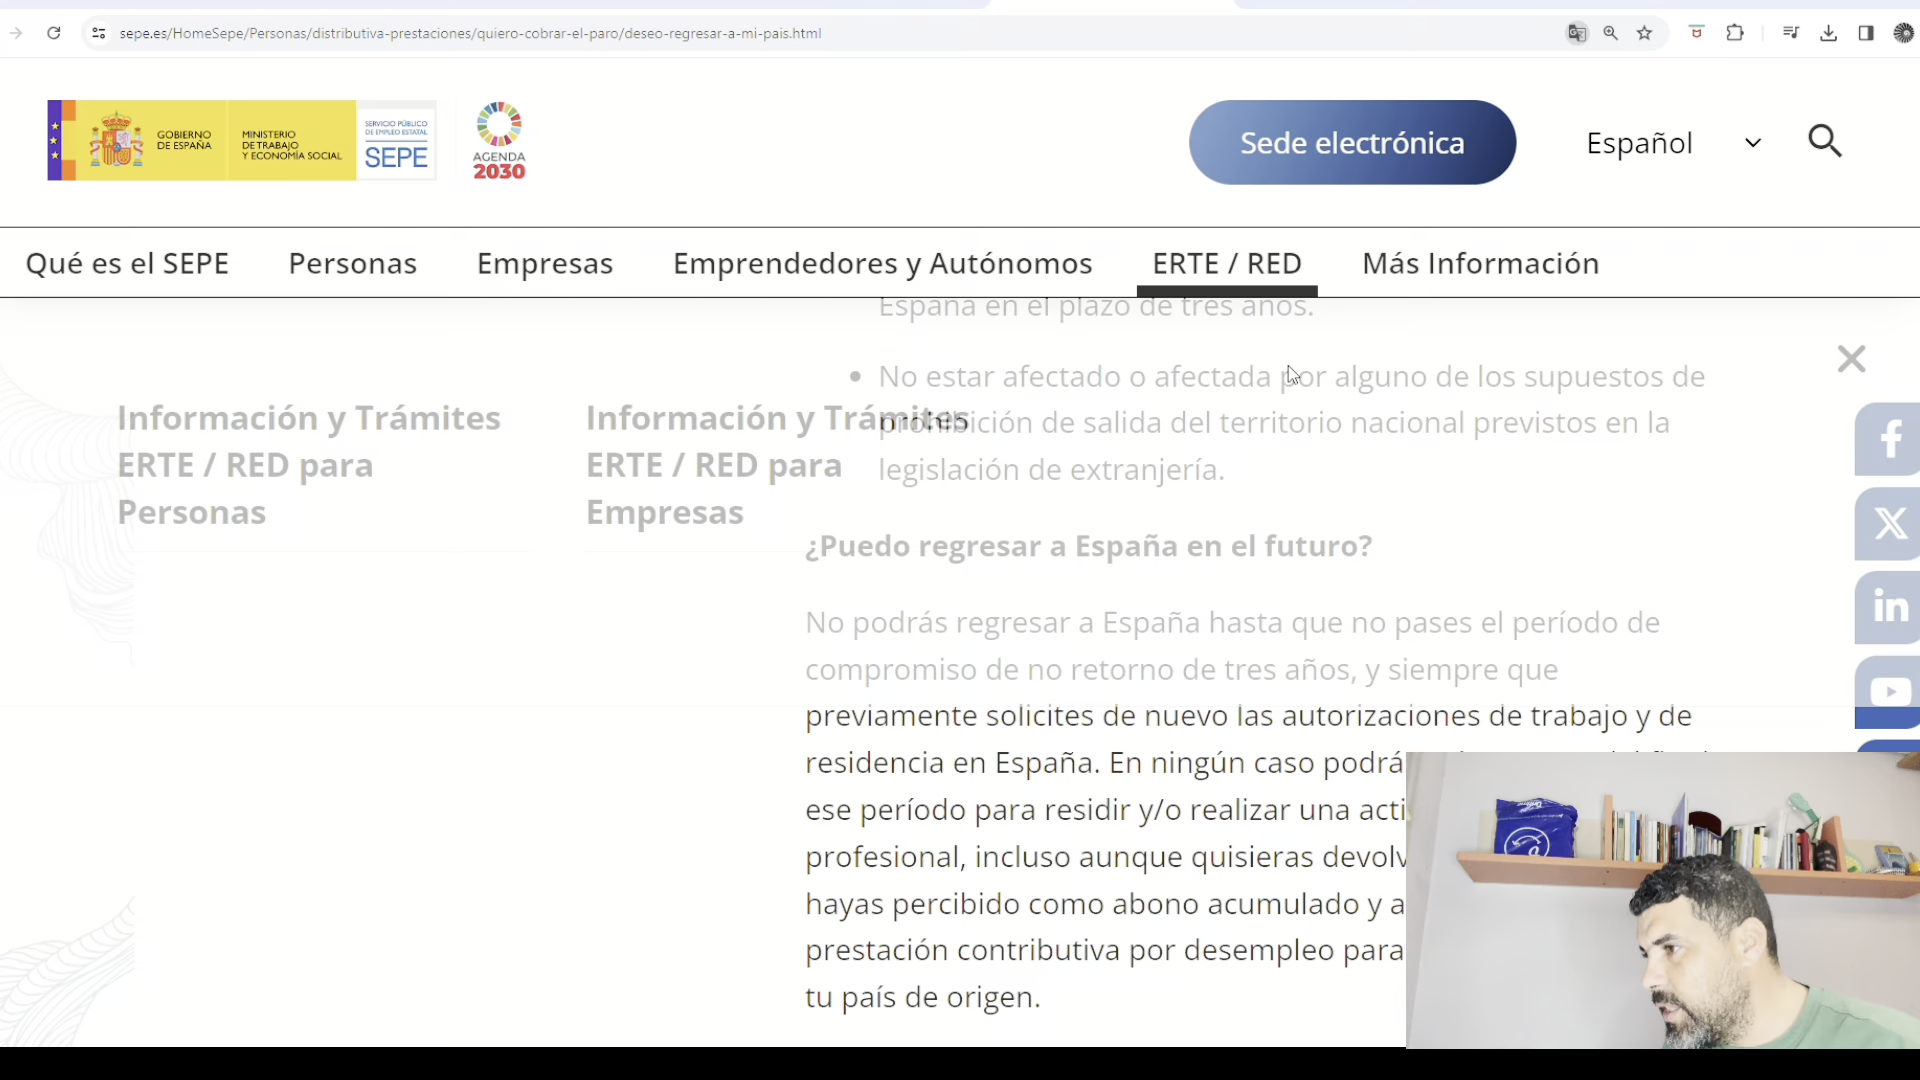 sepe.es/HomeSepe/Personas/distributiva-prestaciones/quiero-cobrar-el-paro/deseo-regresar-a-mi-pais.html
GOBIERNO
DE ESPAÑA
MINISTERIO
DE TRABAJO
Y ECONOMÍA SOCIAL
SERVICIO PÚBLICO
DE EMPLEO ESTATAL
SEPE
AGENDA
2030
Sede electrónica
Español
Qué es el SEPE
Personas
Empresas
Emprendedores y Autónomos
ERTE / RED
Más Información
Información y Trámites
ERTE / RED para
Personas
Información y Trámites
ERTE / RED para
Empresas
España en el plazo de tres años.
• No estar afectado o afectada por alguno de los supuestos de
prohibición de salida del territorio nacional previstos en la
legislación de extranjería.
¿Puedo regresar a España en el futuro?
No podrás regresar a España hasta que no pases el período de
compromiso de no retorno de tres años, y siempre que
previamente solicites de nuevo las autorizaciones de trabajo y de
residencia en España. En ningún caso podrá
ese período para residir y/o realizar una acti
profesional, incluso aunque quisieras devolv
hayas percibido como abono acumulado y a
prestación contributiva por desempleo para
tu país de origen.